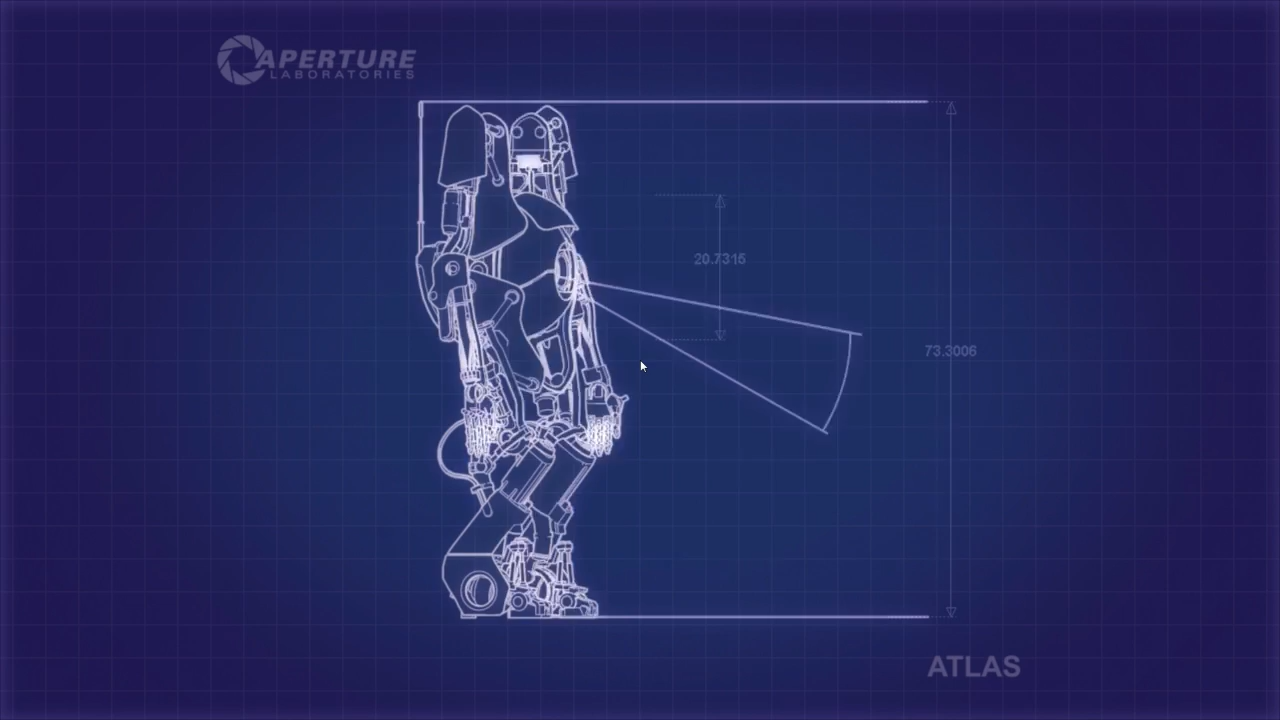 APERTURE
LABORATORIES
20.7315
73.3006
ATLAS